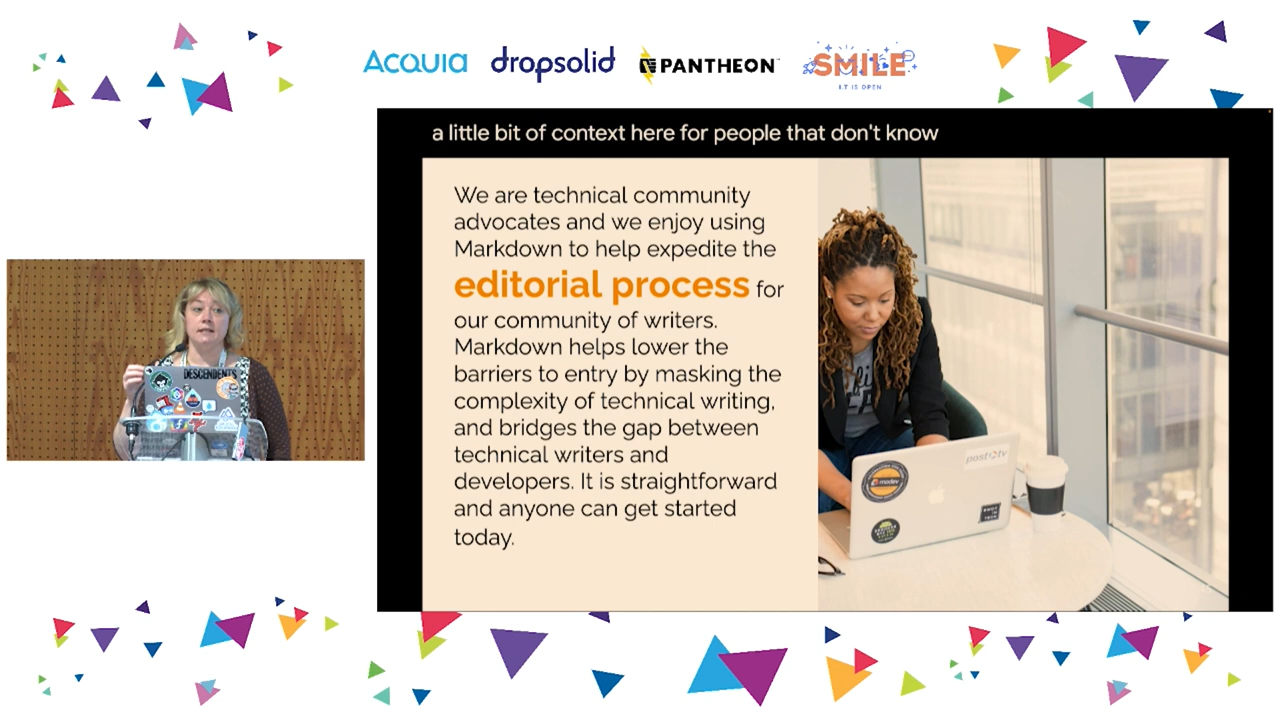 ACQUIA dropsolid PANTHEON SMILE
I.T IS OPEN
a little bit of context here for people that don't know
We are technical community
advocates and we enjoy using
Markdown to help expedite the
editorial process for
our community of writers.
Markdown helps lower the
barriers to entry by masking the
complexity of technical writing,
and bridges the gap between
technical writers and
developers. It is straightforward
and anyone can get started
today.
DESCENDENTS
modev